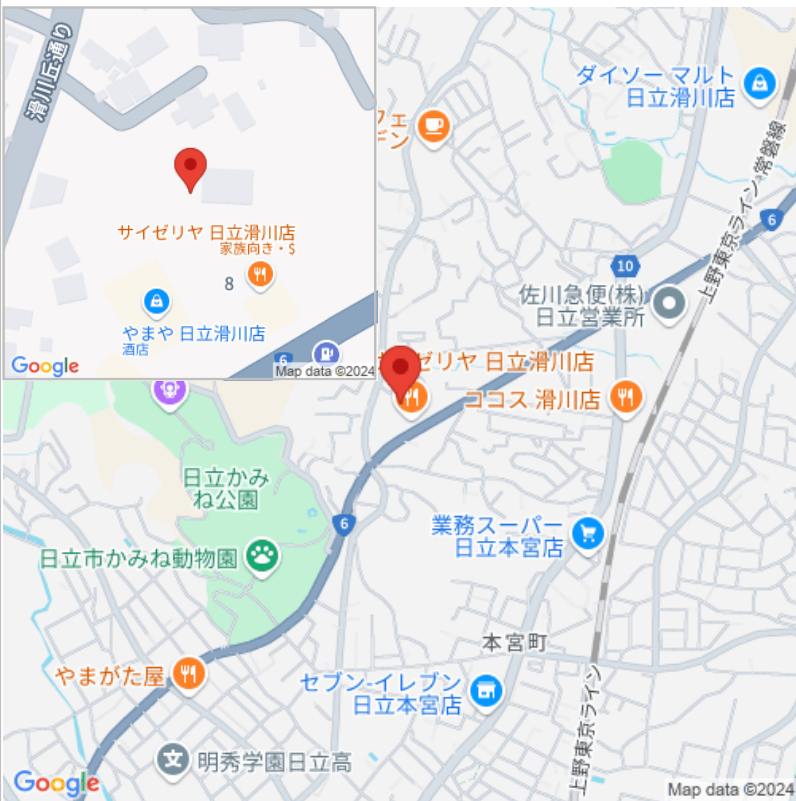 滑川丘通り
サイゼリヤ 日立滑川店
家族向き・$
8
やまや 日立滑川店
酒店
6
Google
Map data ©2024
ダイソー マルト
日立滑川店
フェ
デン
上野東京ライン・常磐線
6
10
佐川急便(株)
日立営業所
ゼリヤ 日立滑川店
ココス 滑川店
日立かみ
ね公園
6
業務スーパー
日立本宮店
日立市かみね動物園
本宮町
やまがた屋
セブン-イレブン
日立本宮店
上野東京ライン
明秀学園日立高
文
Google
Map data ©2024